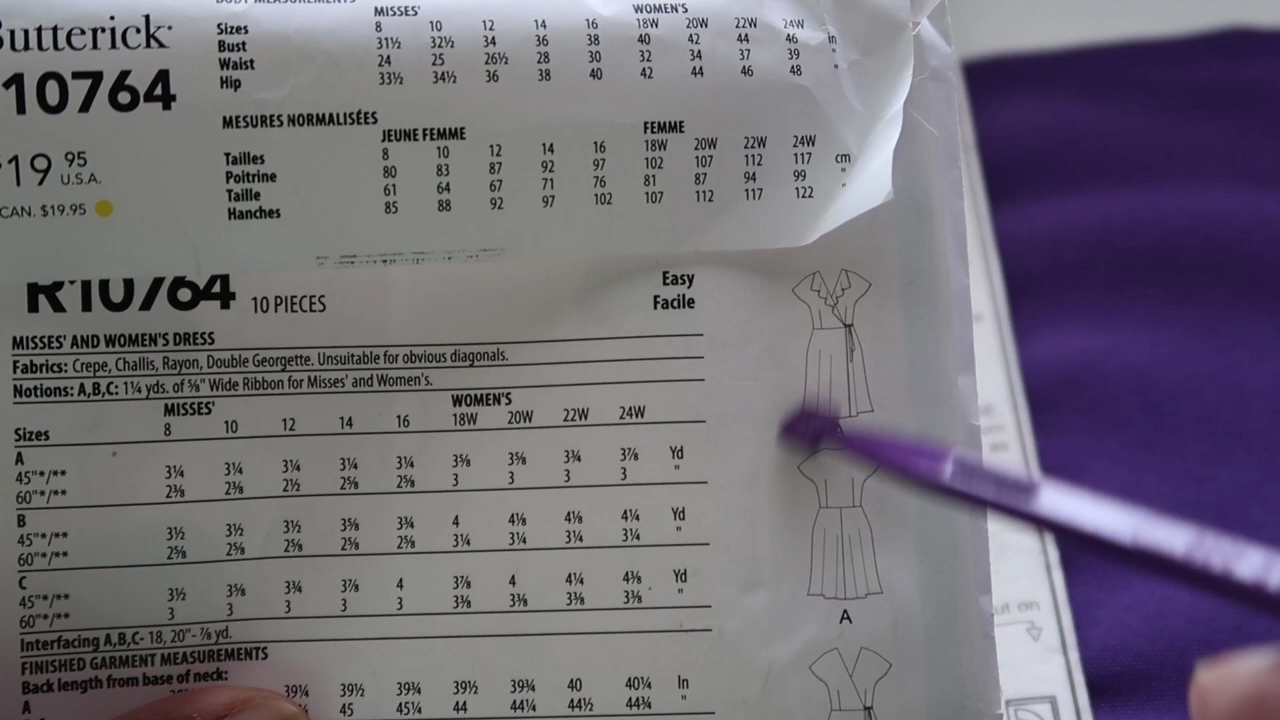 BODY MEASUREMENTS
MISSES' WOMEN'S
Sizes 8 10 12 14 16 18W 20W 22W 24W
Bust 31½ 32½ 34 36 38 40 42 44 46 in
Waist 24 25 26½ 28 30 32 34 37 39 "
Hip 33½ 34½ 36 38 40 42 44 46 48 "
Butterick
10764
MESURES NORMALISÉES
JEUNE FEMME FEMME
Tailles 8 10 12 14 16 18W 20W 22W 24W
Poitrine 80 83 87 92 97 102 107 112 117 cm
Taille 61 64 67 71 76 81 87 94 99 "
Hanches 85 88 92 97 102 107 112 117 122 "
19 95
U.S.A.
CAN. $19.95
R10764 10 PIECES
Easy
Facile
MISSES' AND WOMEN'S DRESS
Fabrics: Crepe, Challis, Rayon, Double Georgette. Unsuitable for obvious diagonals.
Notions: A,B,C: 1¼ yds. of ⅝" Wide Ribbon for Misses' and Women's.
MISSES' WOMEN'S
Sizes 8 10 12 14 16 18W 20W 22W 24W
A
45"*/** 3¼ 3¼ 3¼ 3¼ 3¼ 3⅝ 3⅝ 3¾ 3⅞ Yd
60"*/** 2⅜ 2⅜ 2½ 2⅝ 2⅝ 3 3 3 3 "
B
45"*/** 3½ 3½ 3½ 3⅝ 3¾ 4 4⅛ 4⅛ 4¼ Yd
60"*/** 2⅝ 2⅝ 2⅝ 2⅝ 2⅝ 3¼ 3¼ 3¼ 3¼ "
C
45"*/** 3½ 3⅝ 3¾ 3⅞ 4 3⅞ 4 4¼ 4⅜ Yd
60"*/** 3 3 3 3 3 3⅜ 3⅜ 3⅜ 3⅜ "
Interfacing A,B,C- 18, 20"- ⅞ yd.
FINISHED GARMENT MEASUREMENTS
Back length from base of neck:
A 39¼ 39½ 39¾ 39½ 39¾ 40 40¼ In
45 45¼ 44 44¼ 44½ 44¾ "
A
cut on